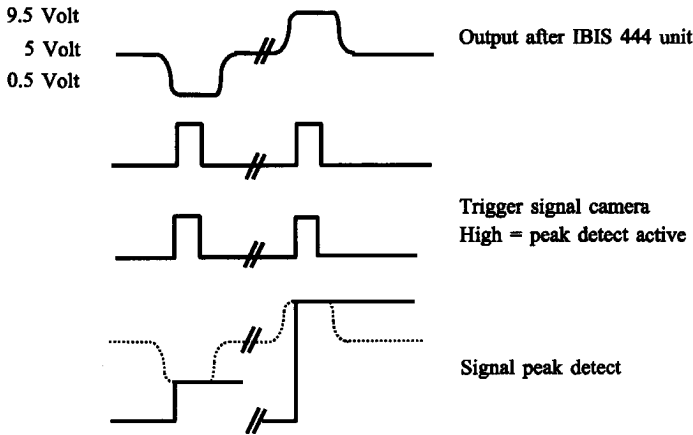 9.5 Volt
5 Volt
0.5 Volt
Output after IBIS 444 unit
Trigger signal camera
High = peak detect active
Signal peak detect